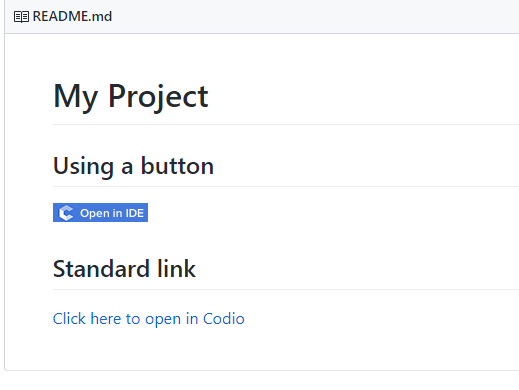 README.md
My Project
Using a button
Open in IDE
Standard link
Click here to open in Codio